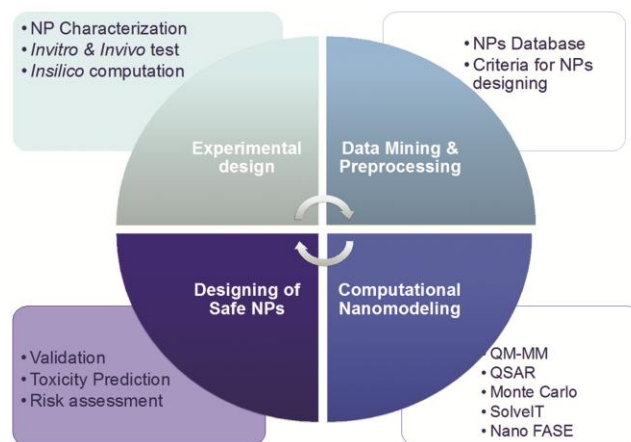 • NP Characterization
• Invitro & Invivo test
• Insilico computation
• NPs Database
• Criteria for NPs
designing
Experimental
design
Data Mining &
Preprocessing
Designing of
Safe NPs
Computational
Nanomodeling
• Validation
• Toxicity Prediction
• Risk assessment
• QM-MM
• QSAR
• Monte Carlo
• SolveIT
• Nano FASE